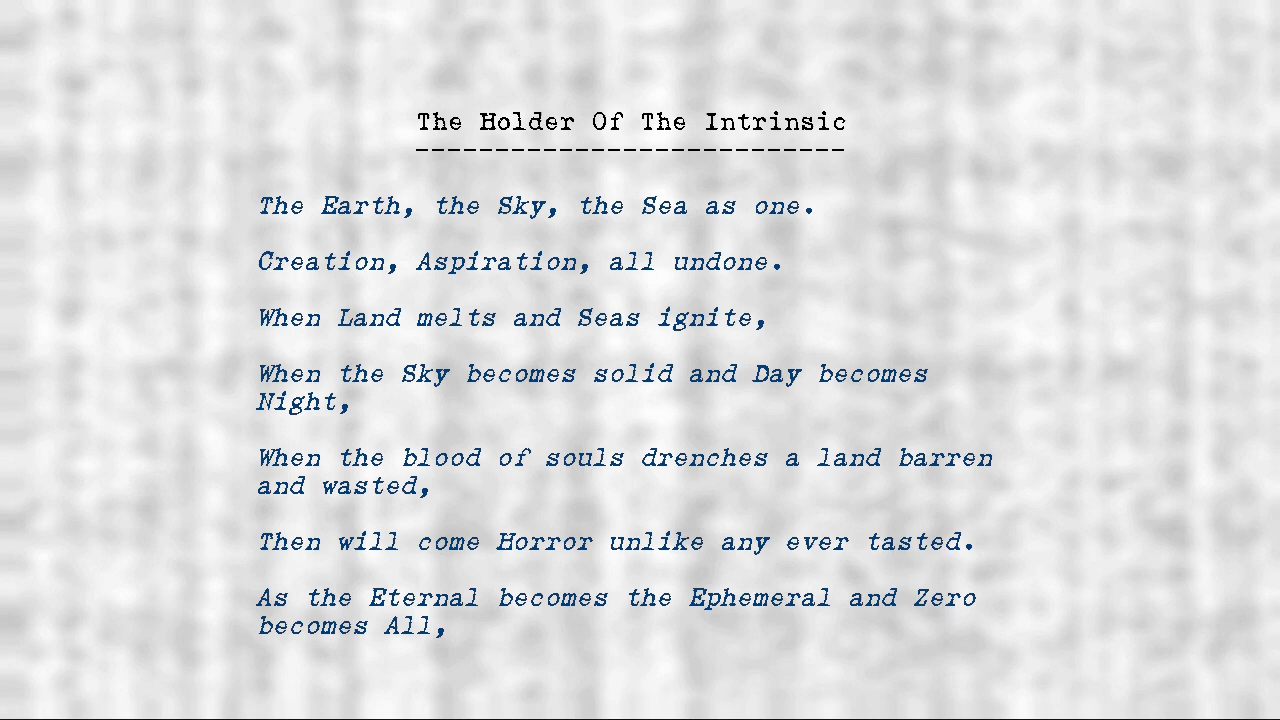 The Holder Of The Intrinsic
---------------------------
The Earth, the Sky, the Sea as one.
Creation, Aspiration, all undone.
When Land melts and Seas ignite,
When the Sky becomes solid and Day becomes
Night,
When the blood of souls drenches a land barren
and wasted,
Then will come Horror unlike any ever tasted.
As the Eternal becomes the Ephemeral and Zero
becomes All,